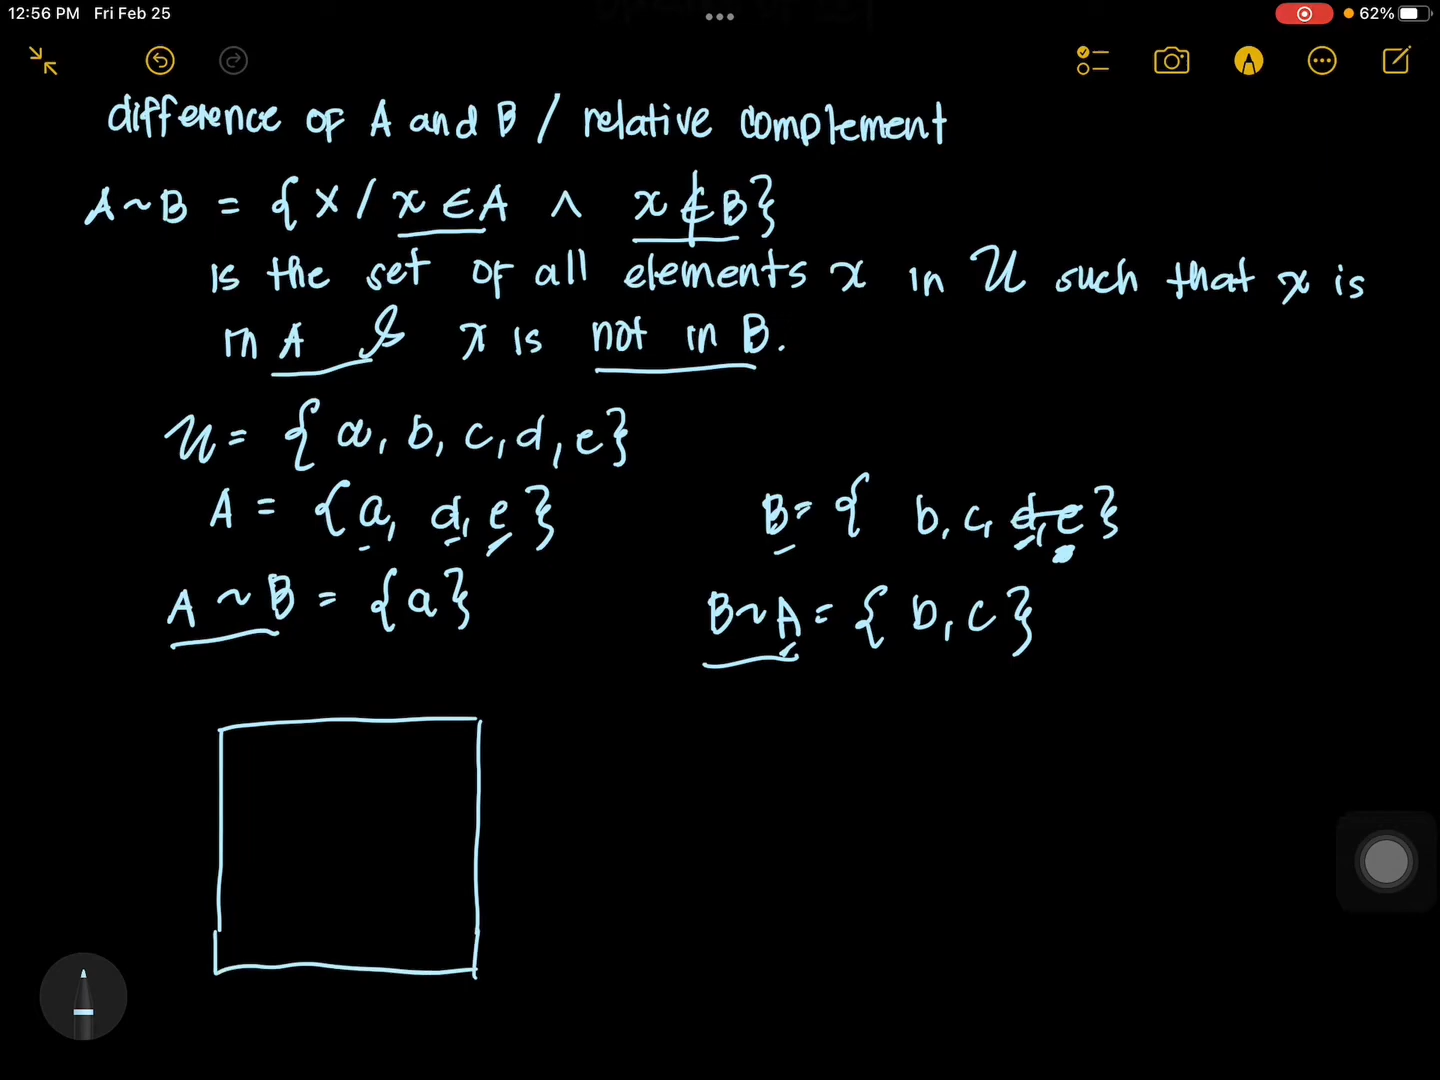 12:56 PM Fri Feb 25
62%
difference of A and B / relative complement
A ~ B = { x / x ∈ A ∧ x ∉ B }
is the set of all elements x in U such that x is
in A & x is not in B.
U = { a, b, c, d, e }
A = { a, d, e } B = { b, c, d, e }
A ~ B = { a } B ~ A = { b, c }